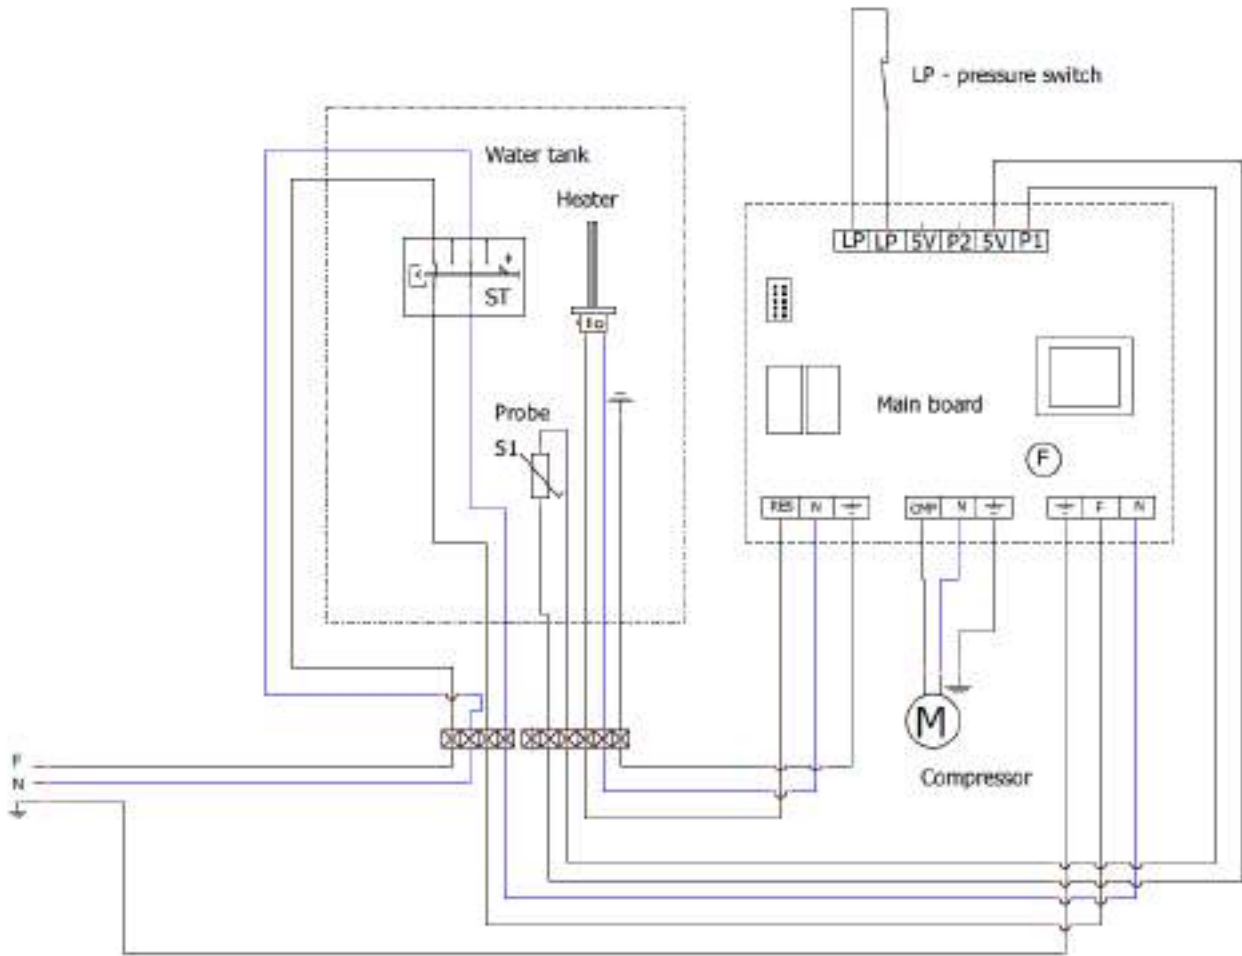 LP - pressure switch
Water tank
Heater
LP LP 5V P2 5V P1
ST
Main board
Probe
S1
F
RES N
CMP N
F N
M
F
N
Compressor